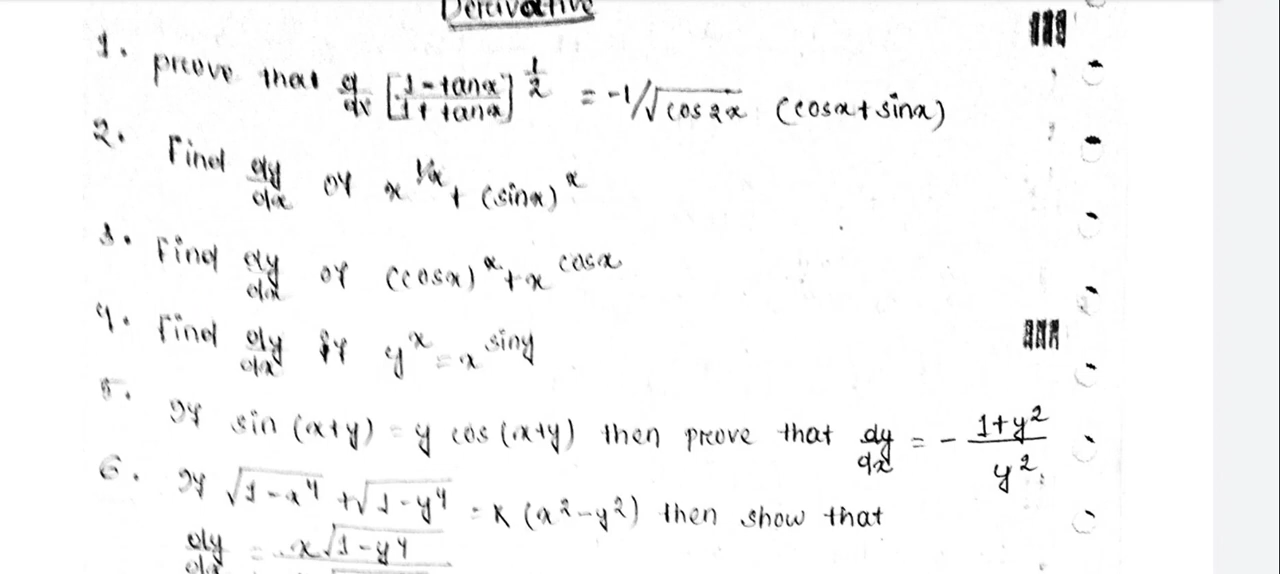 Derivative
1. prove that d/dx [1-tanx/1+tanx]^1/2 = -1/√cos2x (cosx+sinx)
2. Find dy/dx of x^1/x + (sinx)^x
3. Find dy/dx of (cosx)^x + x^cosx
4. Find dy/dx if y^x = x^siny
5. If sin (x+y) = y cos (x+y) then prove that dy/dx = - 1+y²/y².
6. If √1-x⁴ + √1-y⁴ = k (x²-y²) then show that
dy/dx = x√1-y⁴